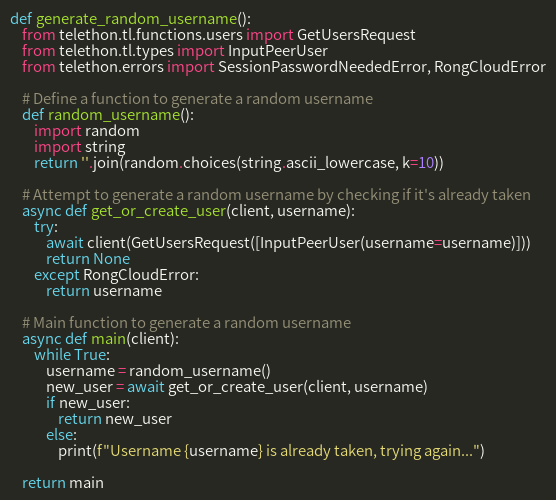 def generate_random_username():
from telethon.tl.functions.users import GetUsersRequest
from telethon.tl.types import InputPeerUser
from telethon.errors import SessionPasswordNeededError, RongCloudError
# Define a function to generate a random username
def random_username():
import random
import string
return ''.join(random.choices(string.ascii_lowercase, k=10))
# Attempt to generate a random username by checking if it's already taken
async def get_or_create_user(client, username):
try:
await client(GetUsersRequest([InputPeerUser(username=username)]))
return None
except RongCloudError:
return username
# Main function to generate a random username
async def main(client):
while True:
username = random_username()
new_user = await get_or_create_user(client, username)
if new_user:
return new_user
else:
print(f"Username {username} is already taken, trying again...")
return main